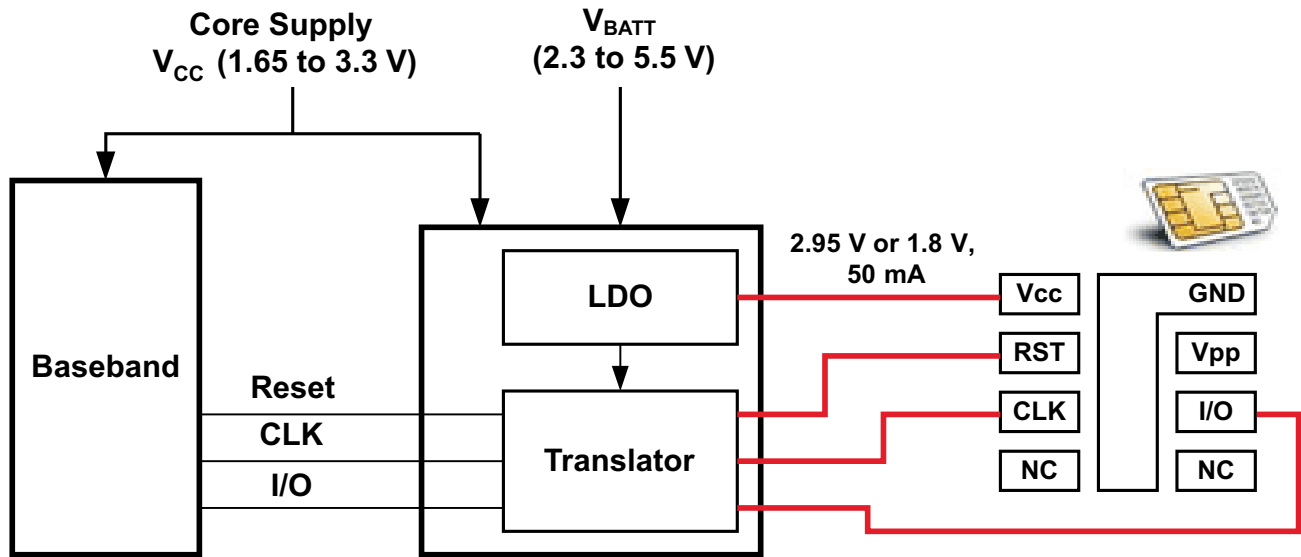 Core Supply
VCC (1.65 to 3.3 V)
VBATT
(2.3 to 5.5 V)
2.95 V or 1.8 V,
50 mA
LDO
Baseband
Reset
CLK
I/O
Translator
Vcc
GND
RST
Vpp
CLK
I/O
NC
NC